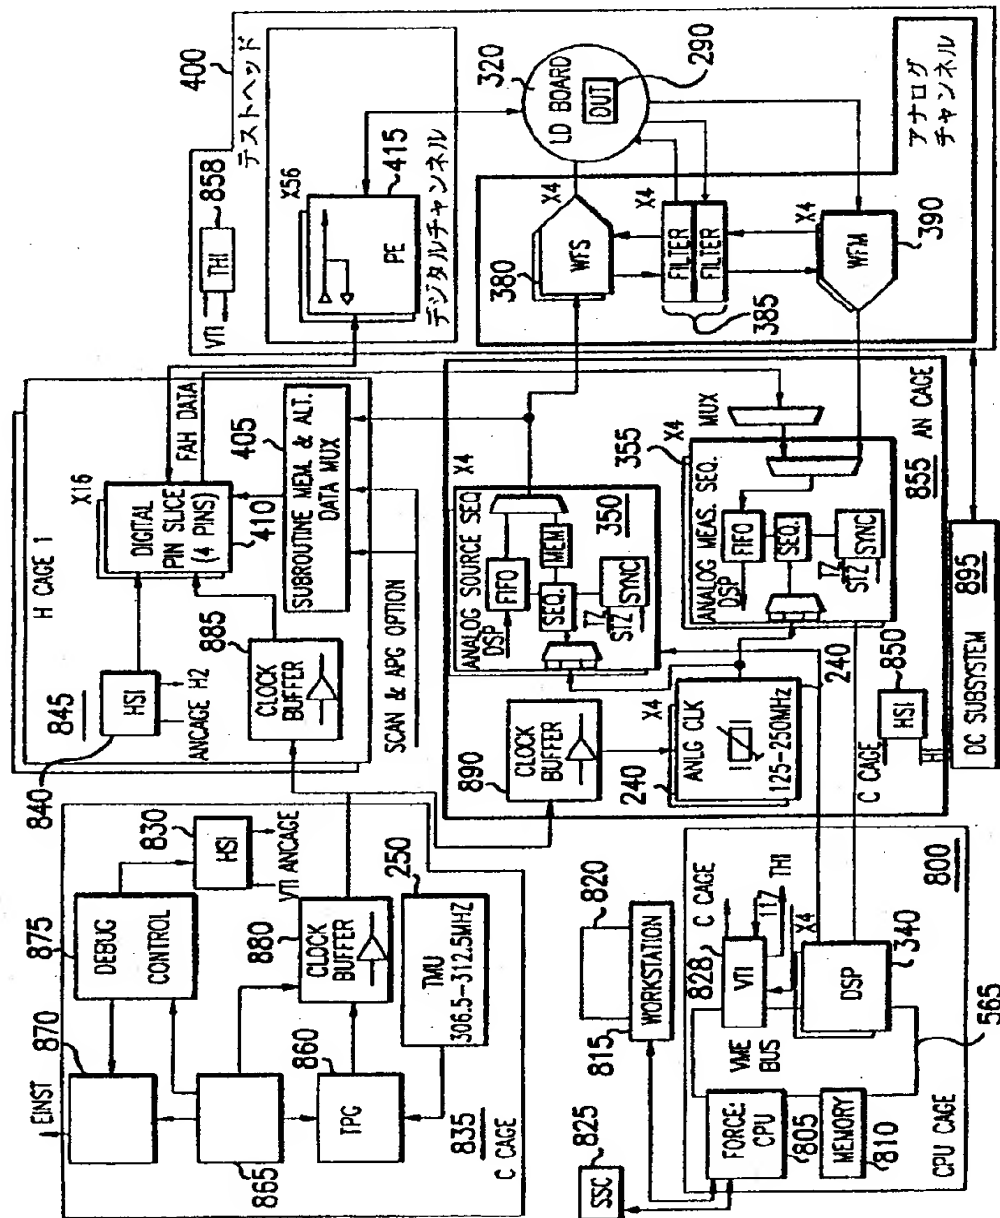 EINST
870
875
DEBUG
CONTROL
830
HSI
VTI ANCAGE
865
860
TPG
880
CLOCK
BUFFER
250
TMU
306.5-312.5MHZ
835
C CAGE
H CAGE 1
840
845
HSI
ANCAGE H2
X16
DIGITAL
PIN SLICE
(4 PINS)
410
FAH DATA
405
SUBROUTINE MEM. & ALT.
DATA MUX
885
CLOCK
BUFFER
SCAN & APG OPTION
400
テストヘッド
VTI
THI
858
X56
PE
415
デジタルチャンネル
320
LD BOARD
DUT
290
X4
380
WFS
X4
FILTER
FILTER
385
X4
WFM
390
アナログ
チャンネル
890
CLOCK
BUFFER
X4
ANALOG SOURCE SEQ.
DSP
FIFO
MEM
SEQ.
TZ
STZ
SYNC
350
240
X4
ANLG CLK
125-250MHZ
240
MUX
355
X4
ANALOG MEAS. SEQ.
DSP
FIFO
SEQ.
TZ
STZ
SYNC
855
AN CAGE
C CAGE
HSI
850
H1
895
DC SUBSYSTEM
825
SSC
815
820
WORKSTATION
FORCE:
CPU
805
MEMORY
810
VME
BUS
828
VTI
C CAGE
117
THI
X4
DSP
340
565
800
CPU CAGE